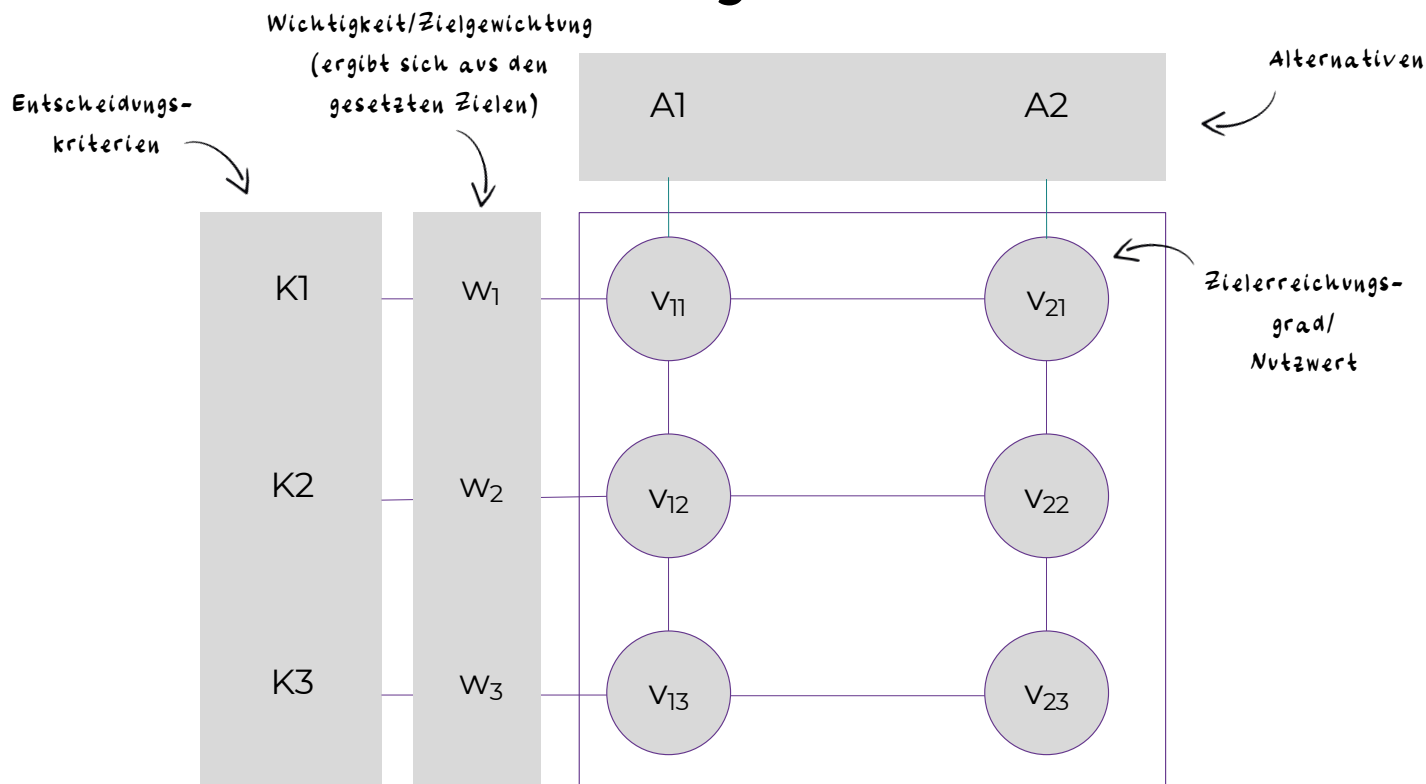 Wichtigkeit/Zielgewichtung
(ergibt sich aus den
gesetzten Zielen)
Entscheidungs-
kriterien
Alternativen
A1 A2
K1 w1 v11 v21
Zielerreichungs-
grad/
Nutzwert
K2 w2 v12 v22
K3 w3 v13 v23